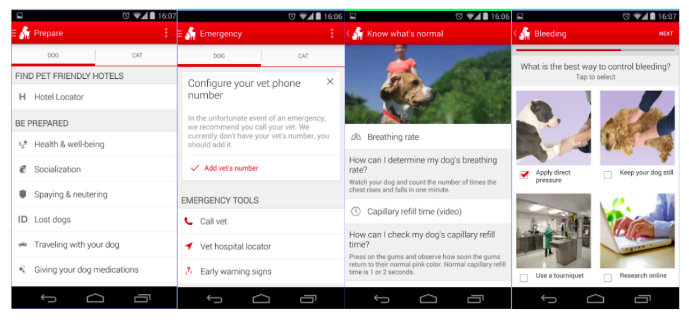 16:07
Prepare
DOG
CAT
FIND PET FRIENDLY HOTELS
H Hotel Locator
BE PREPARED
Health & well-being
Socialization
Spaying & neutering
ID Lost dogs
Traveling with your dog
Giving your dog medications
16:06
Emergency
DOG
CAT
Configure your vet phone
number
In the unfortunate event of an emergency,
we recommend you call your vet. We
currently don't have your vet's number, you
should add it.
Add vet's number
EMERGENCY TOOLS
Call vet
Vet hospital locator
Early warning signs
16:06
Know what's normal
Breathing rate
How can I determine my dog's breathing
rate?
Watch your dog and count the number of times the
chest rises and falls in one minute.
Capillary refill time (video)
How can I check my dog's capillary refill
time?
Press on the gums and observe how soon the gums
return to their normal pink color. Normal capillary refill
time is 1 or 2 seconds.
16:07
Bleeding
NEXT
What is the best way to control bleeding?
Tap to select
Apply direct
pressure
Keep your dog still
Use a tourniquet
Research online